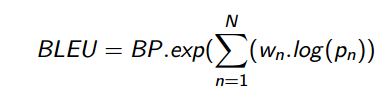 BLEU = BP.exp(∑_{n=1}^{N}(w_n.log(p_n))